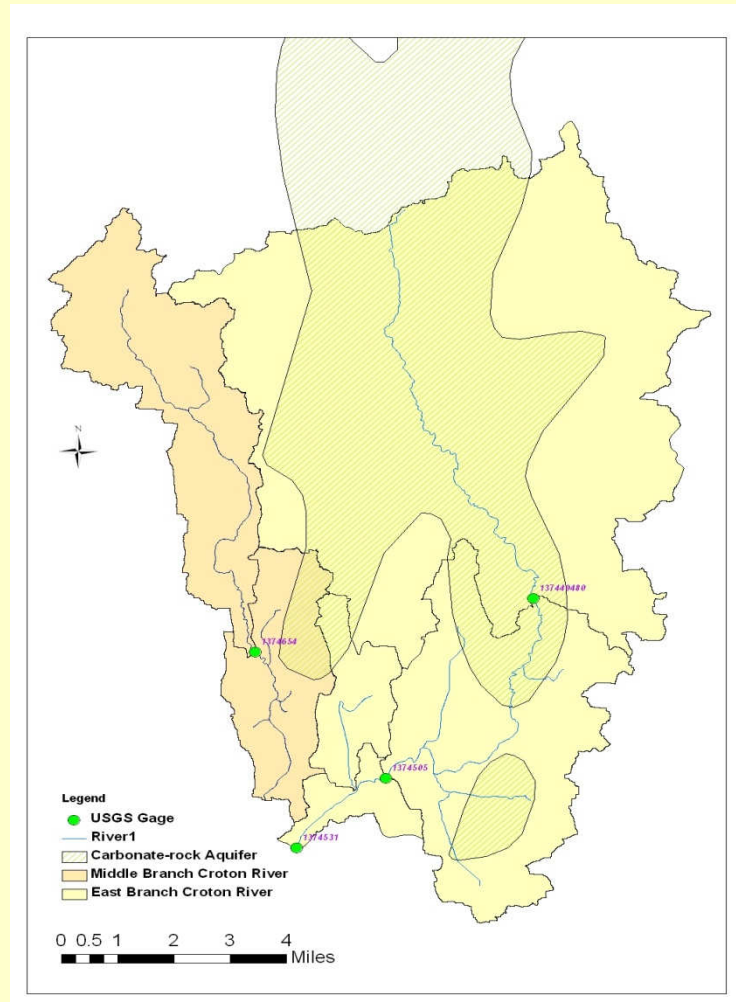 N
137440480
1374654
1374505
1374531
Legend
USGS Gage
River1
Carbonate-rock Aquifer
Middle Branch Croton River
East Branch Croton River
0 0.5 1 2 3 4
Miles